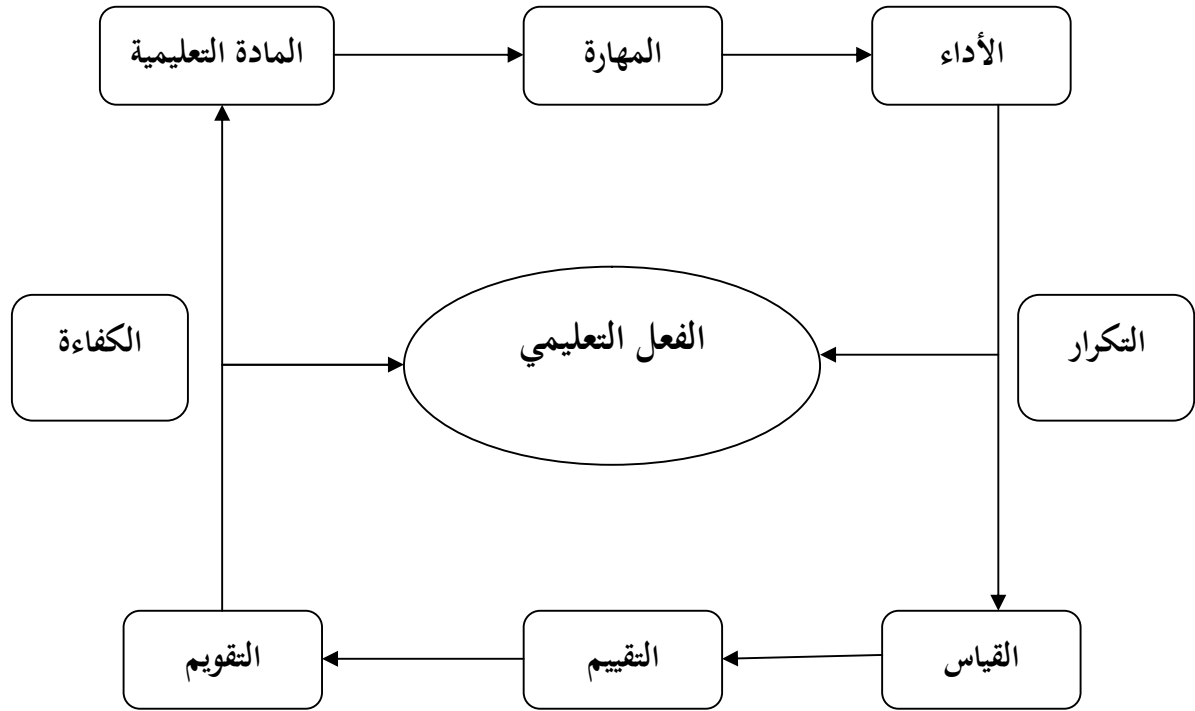 الأداء
المهارة
المادة التعليمية
التكرار
الفعل التعليمي
الكفاءة
القياس
التقييم
التقويم